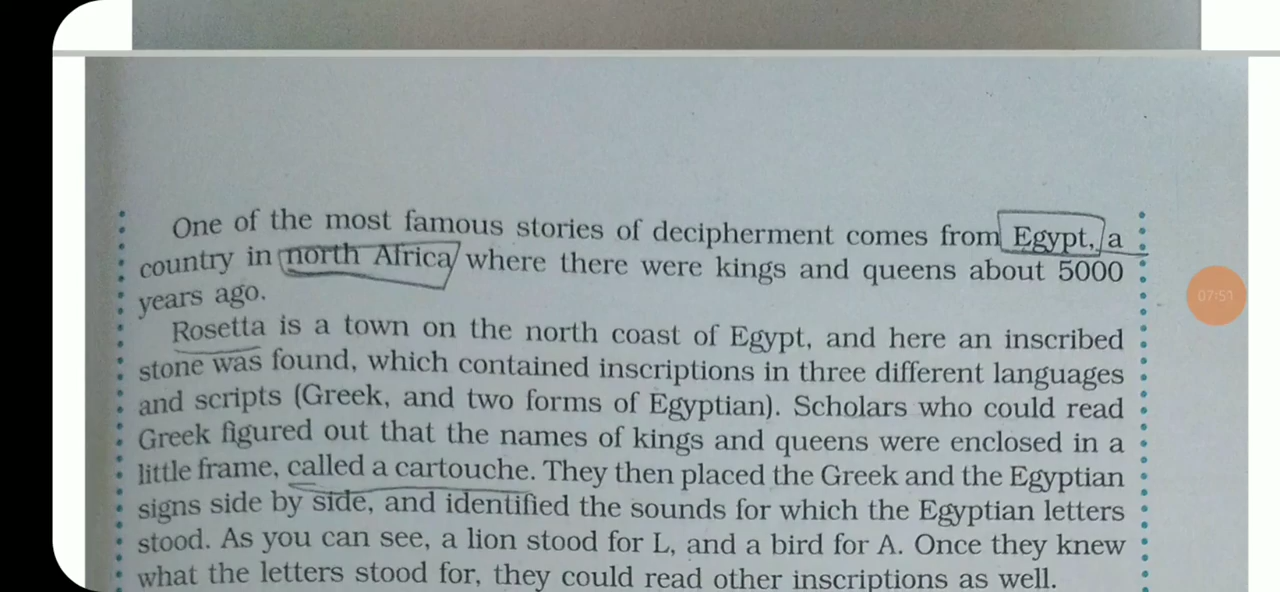 One of the most famous stories of decipherment comes from Egypt, a
country in north Africa where there were kings and queens about 5000
years ago.
Rosetta is a town on the north coast of Egypt, and here an inscribed
stone was found, which contained inscriptions in three different languages
and scripts (Greek, and two forms of Egyptian). Scholars who could read
Greek figured out that the names of kings and queens were enclosed in a
little frame, called a cartouche. They then placed the Greek and the Egyptian
signs side by side, and identified the sounds for which the Egyptian letters
stood. As you can see, a lion stood for L, and a bird for A. Once they knew
what the letters stood for, they could read other inscriptions as well.
07:51